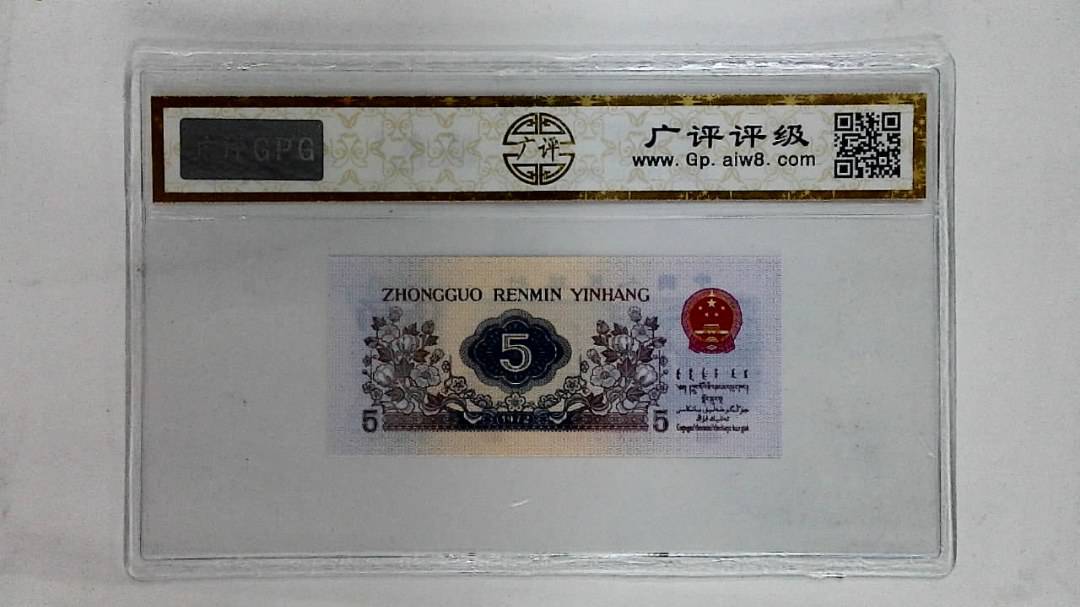 广评GPG
广评
广评评级
www.Gp.aiw8.com
ZHONGGUO RENMIN YINHANG
5
5 1972 5